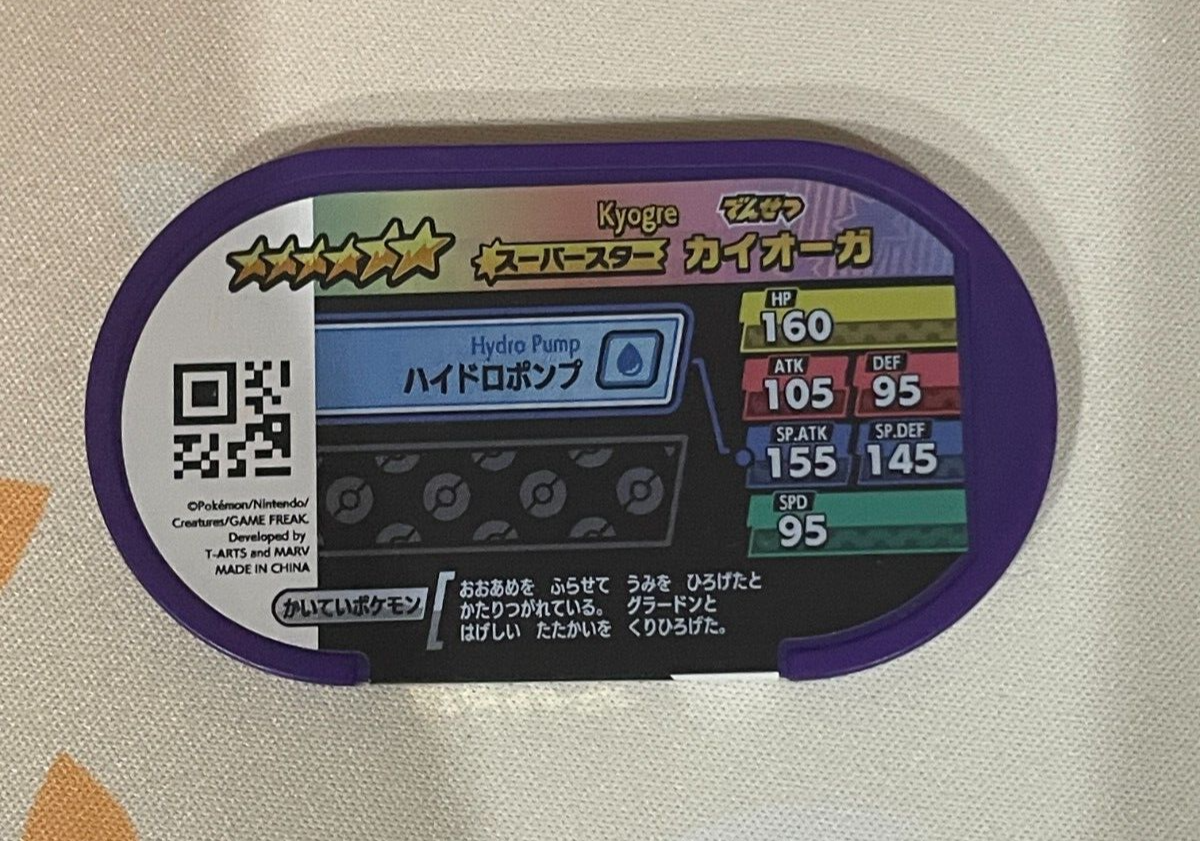 Kyogre でんせつ
スーパースター カイオーガ
Hydro Pump
ハイドロポンプ
HP
160
ATK DEF
105 95
SP.ATK SP.DEF
155 145
SPD
95
©Pokémon/Nintendo/
Creatures/GAME FREAK.
Developed by
T-ARTS and MARV
MADE IN CHINA
かいていポケモン
おおあめを ふらせて うみを ひろげたと
かたりつがれている。 グラードンと
はげしい たたかいを くりひろげた。